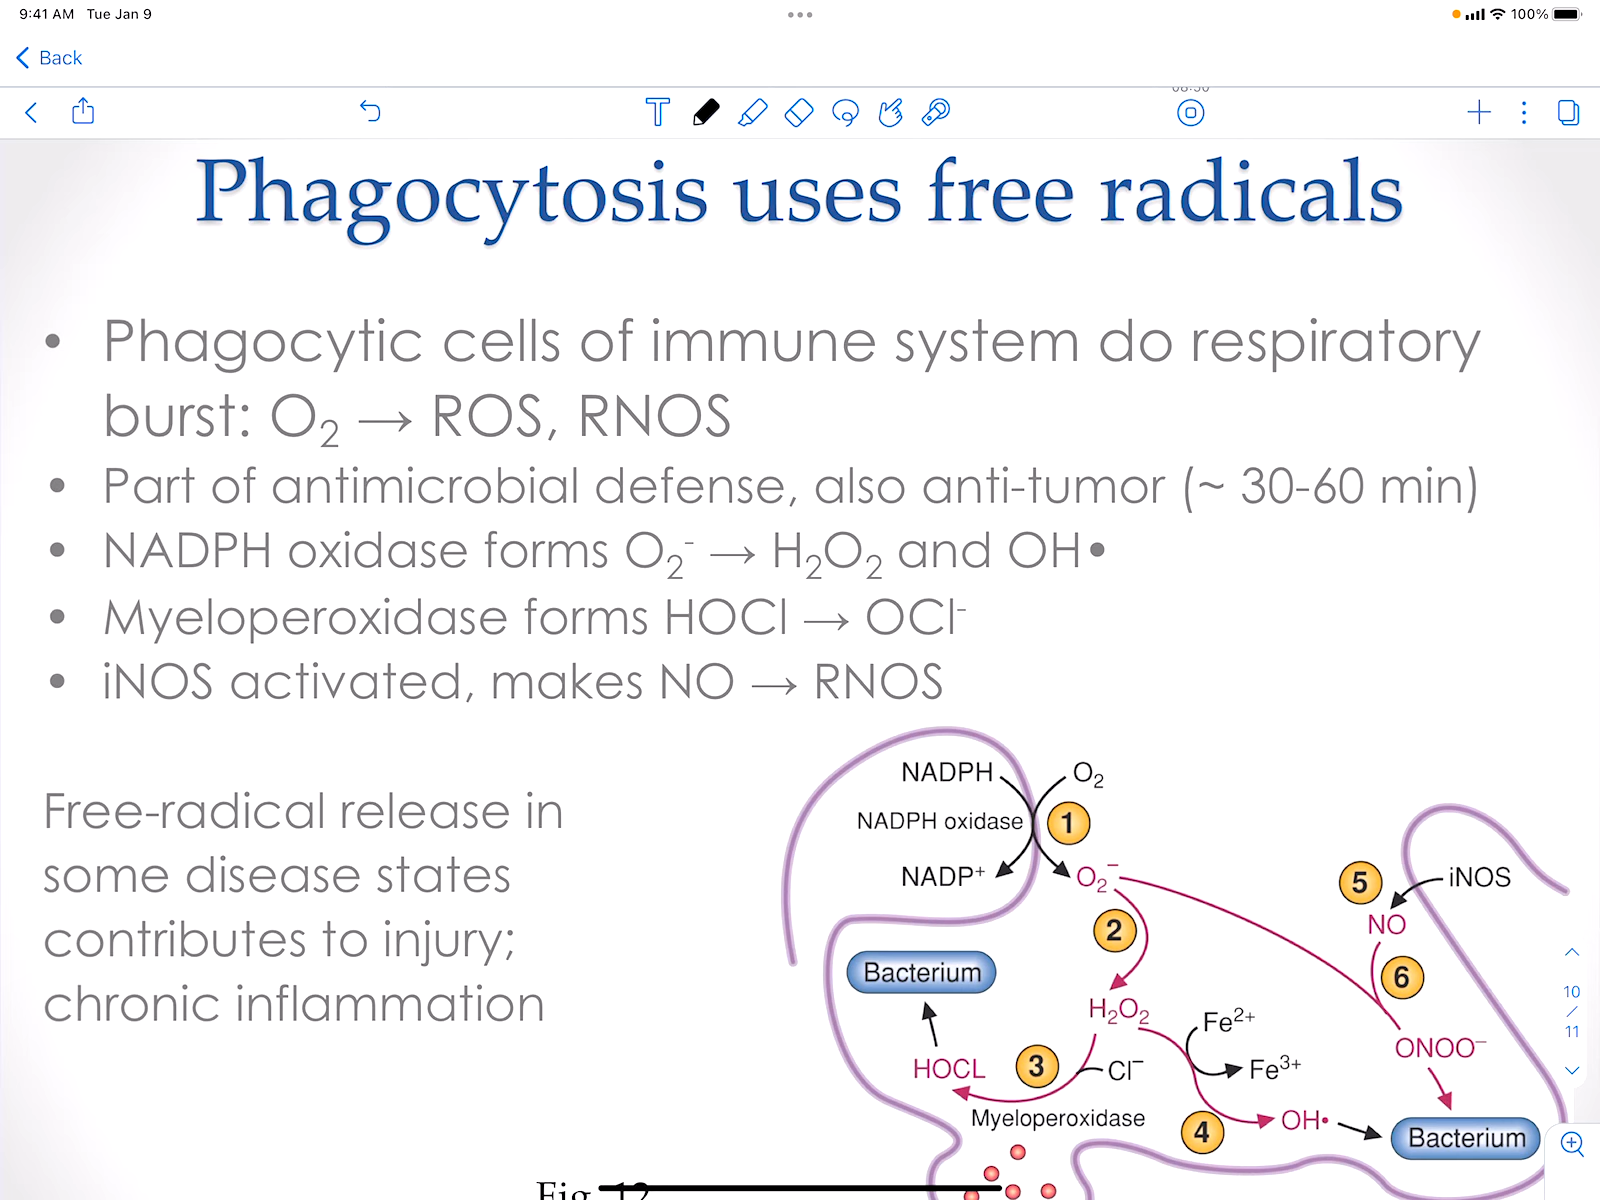 9:41 AM Tue Jan 9
100%
Back
Phagocytosis uses free radicals
• Phagocytic cells of immune system do respiratory
burst: O₂ → ROS, RNOS
• Part of antimicrobial defense, also anti-tumor (~ 30-60 min)
• NADPH oxidase forms O₂⁻ → H₂O₂ and OH•
• Myeloperoxidase forms HOCl → OCl⁻
• iNOS activated, makes NO → RNOS
Free-radical release in
some disease states
contributes to injury;
chronic inflammation
NADPH
O₂
NADPH oxidase
1
NADP⁺
O₂⁻
5
iNOS
2
NO
Bacterium
6
H₂O₂
Fe²⁺
ONOO⁻
HOCL
3
Cl⁻
Fe³⁺
Myeloperoxidase
4
OH•
Bacterium
10
/
11
Fig